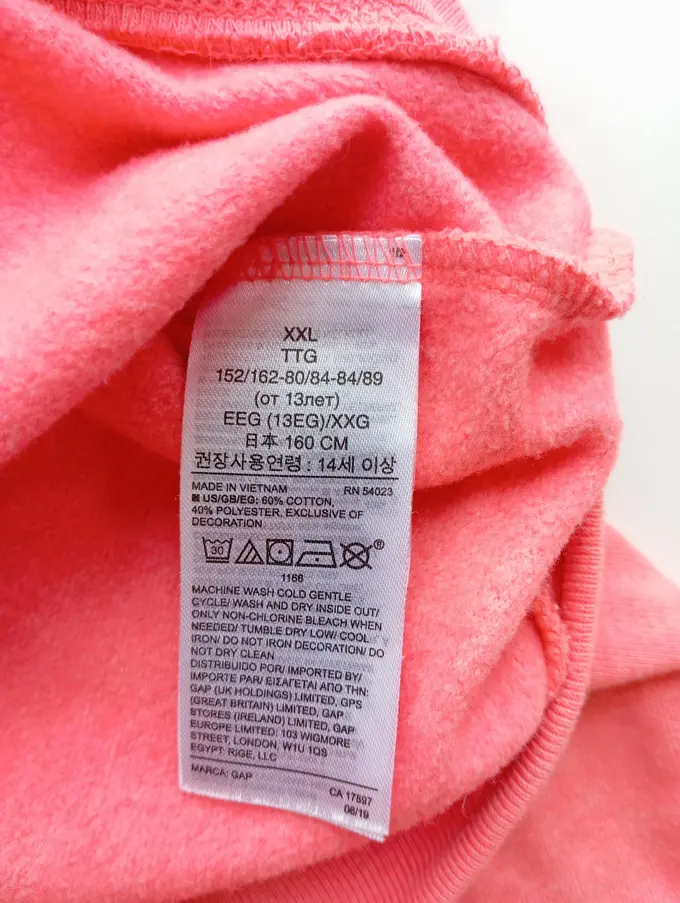 XXL
TTG
152/162-80/84-84/89
(от 13лет)
EEG (13EG)/XXG
日本 160 CM
권장사용연령 : 14세 이상
MADE IN VIETNAM RN 54023
US/GB/EG: 60% COTTON,
40% POLYESTER, EXCLUSIVE OF
DECORATION
30
®
1166
MACHINE WASH COLD GENTLE
CYCLE/ WASH AND DRY INSIDE OUT/
ONLY NON-CHLORINE BLEACH WHEN
NEEDED/ TUMBLE DRY LOW/ COOL
IRON/ DO NOT IRON DECORATION/ DO
NOT DRY CLEAN
DISTRIBUIDO POR/ IMPORTED BY/
IMPORTE PAR/ ΕΙΣΑΓΕΤΑΙ ΑΠΟ ΤΗΝ:
GAP (UK HOLDINGS) LIMITED, GPS
(GREAT BRITAIN) LIMITED, GAP
STORES (IRELAND) LIMITED, GAP
EUROPE LIMITED: 103 WIGMORE
STREET, LONDON, W1U 1QS
EGYPT: RIGE, LLC
MARCA: GAP
CA 17897
06/19